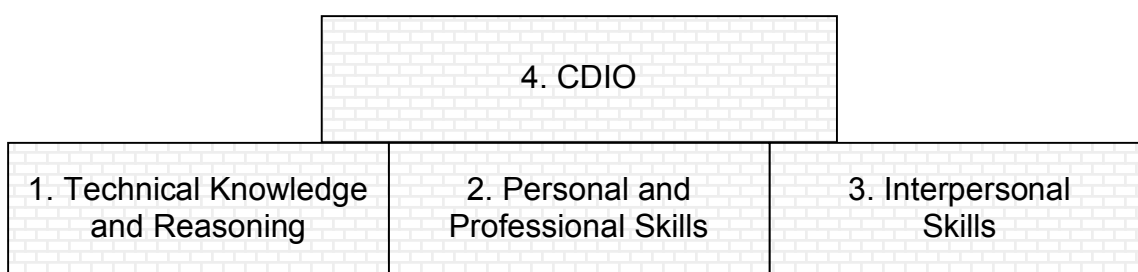 4. CDIO
1. Technical Knowledge
and Reasoning
2. Personal and
Professional Skills
3. Interpersonal
Skills